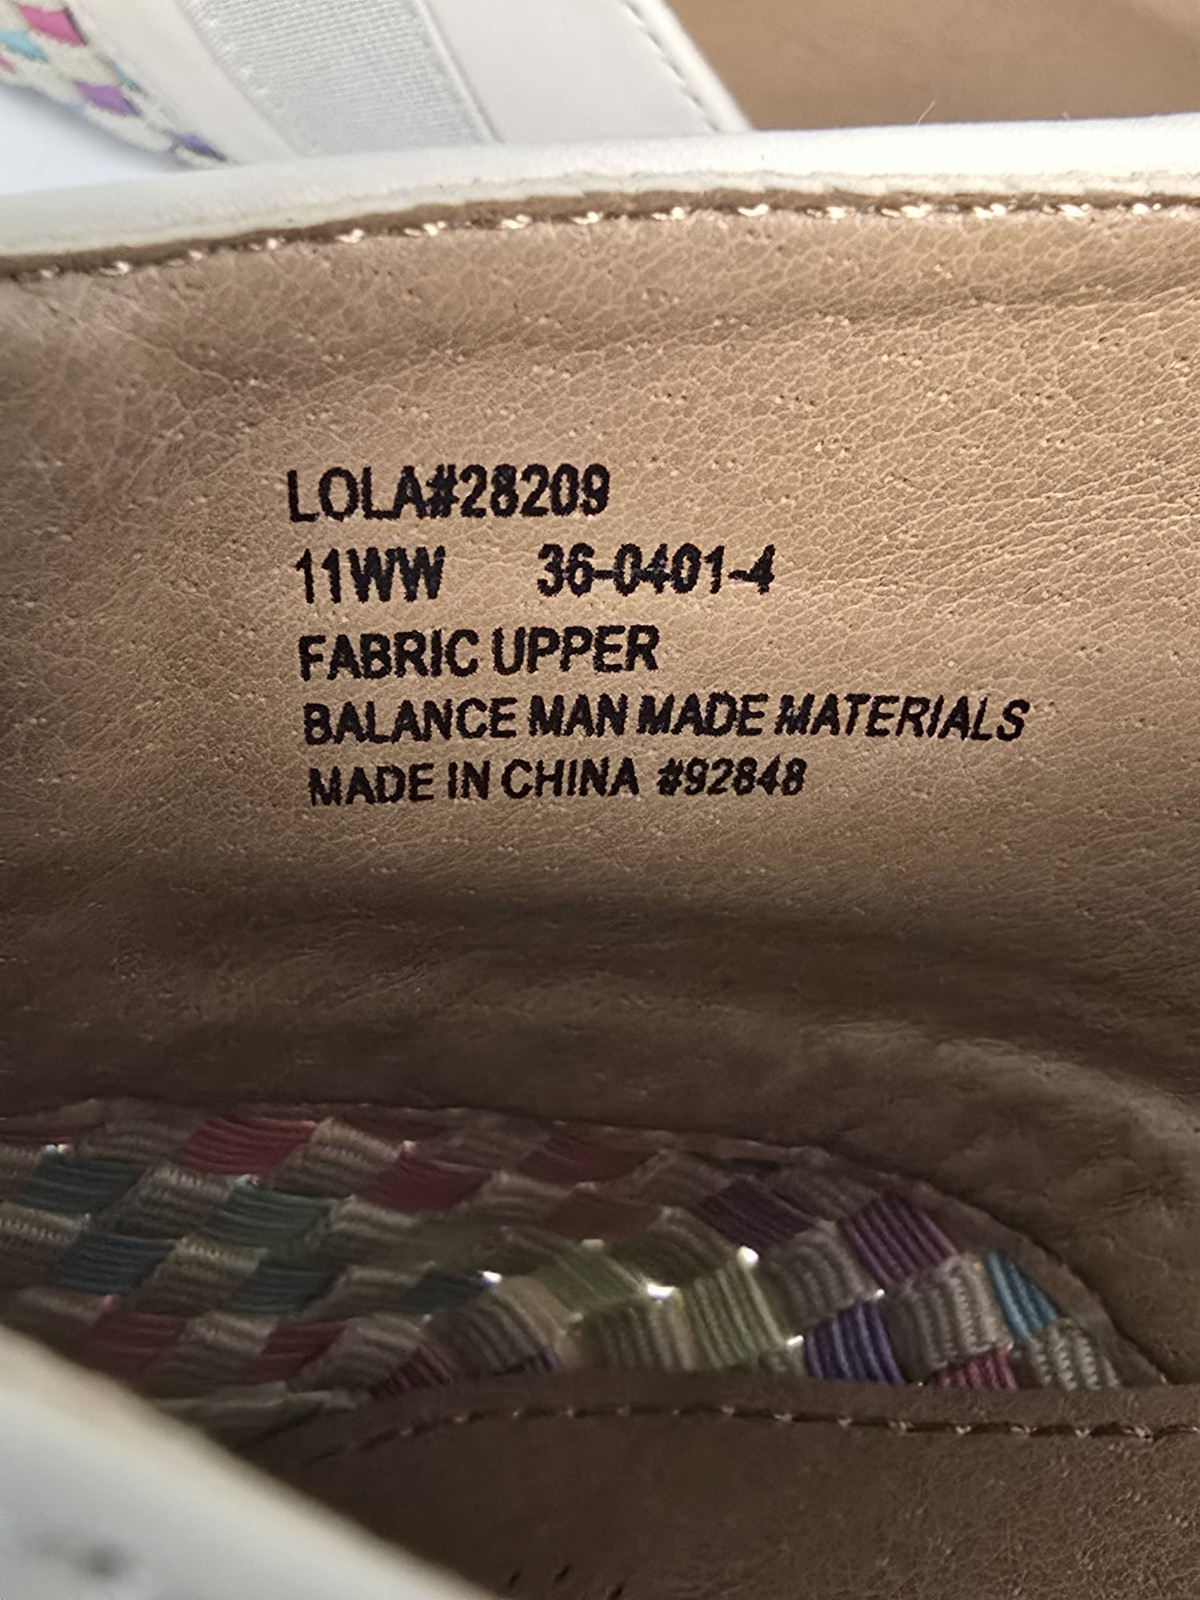 LOLA#28209
11WW 36-0401-4
FABRIC UPPER
BALANCE MAN MADE MATERIALS
MADE IN CHINA #92848